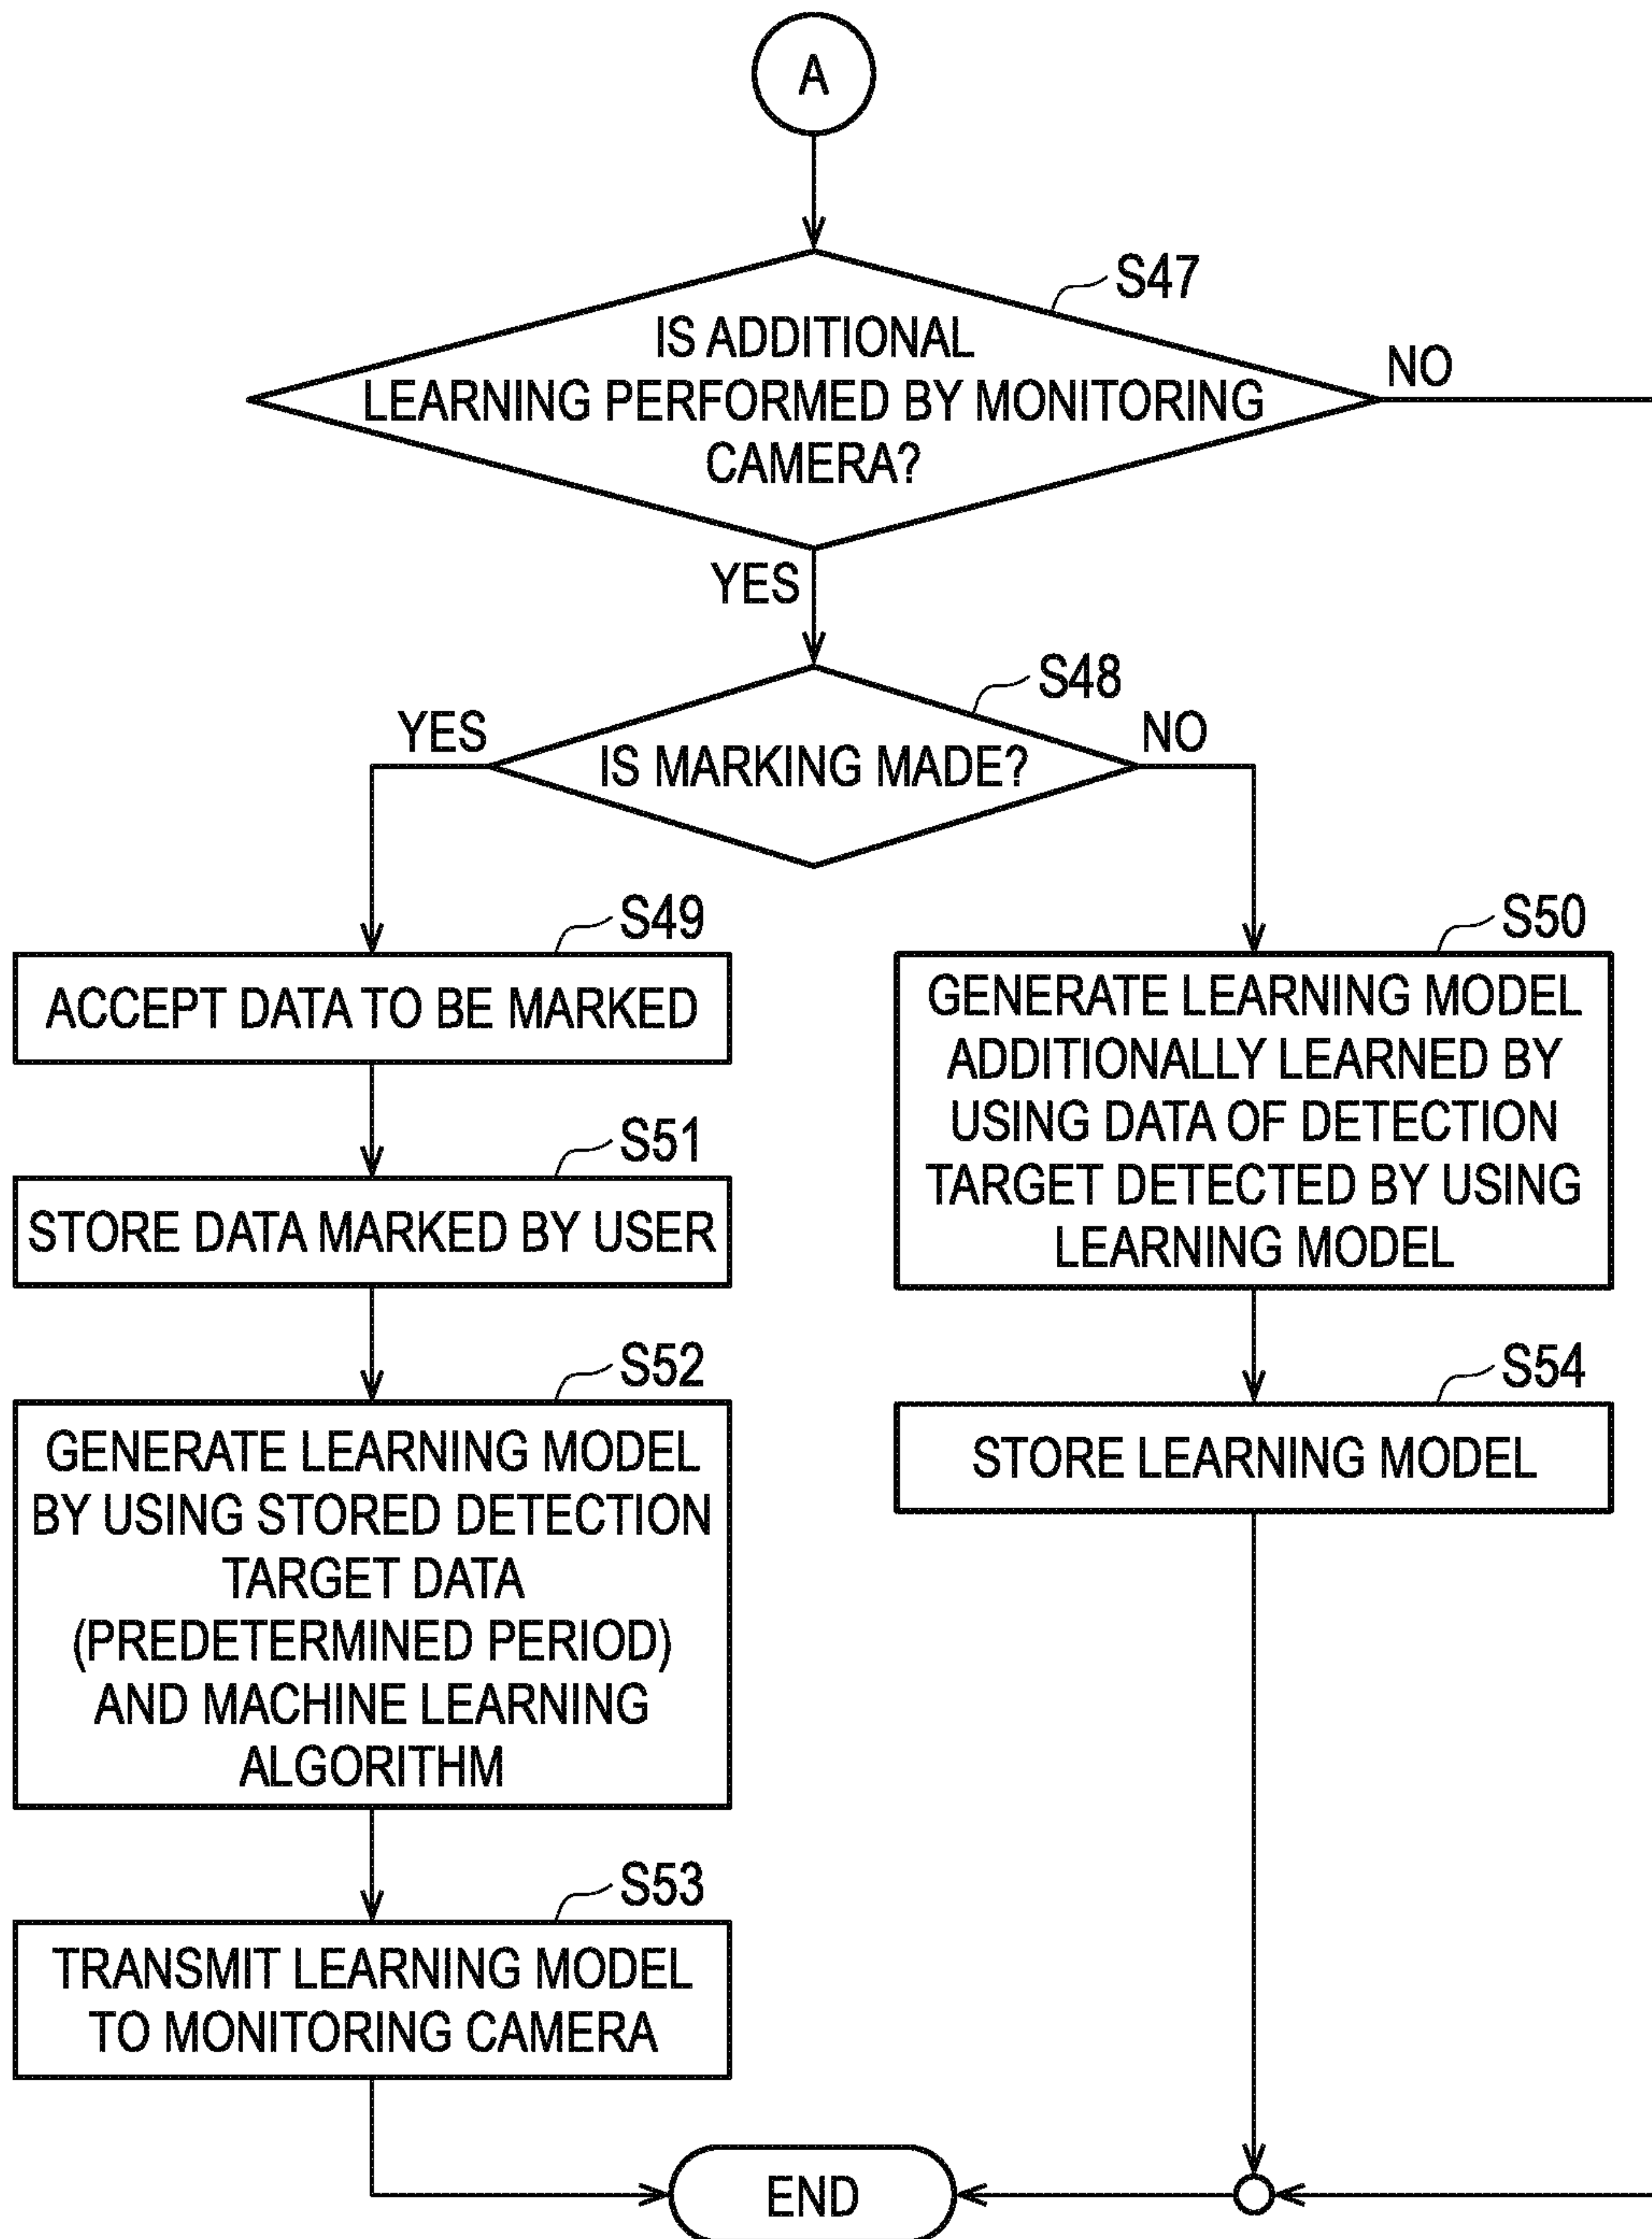 A
S47
IS ADDITIONAL
LEARNING PERFORMED BY MONITORING
CAMERA?
NO
YES
S48
YES
IS MARKING MADE?
NO
S49
ACCEPT DATA TO BE MARKED
S50
GENERATE LEARNING MODEL
ADDITIONALLY LEARNED BY
USING DATA OF DETECTION
TARGET DETECTED BY USING
LEARNING MODEL
S51
STORE DATA MARKED BY USER
S52
GENERATE LEARNING MODEL
BY USING STORED DETECTION
TARGET DATA
(PREDETERMINED PERIOD)
AND MACHINE LEARNING
ALGORITHM
S54
STORE LEARNING MODEL
S53
TRANSMIT LEARNING MODEL
TO MONITORING CAMERA
END